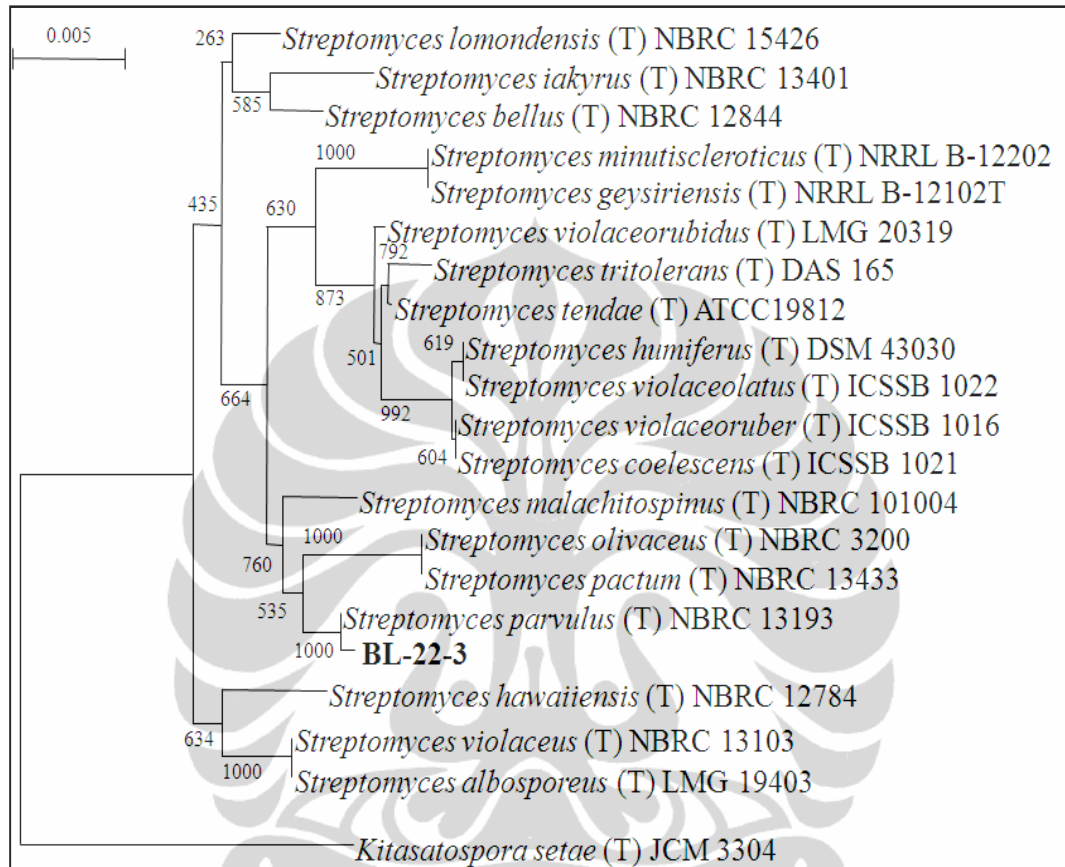 0.005
263
Streptomyces lomondensis (T) NBRC 15426
Streptomyces iakyrus (T) NBRC 13401
585
Streptomyces bellus (T) NBRC 12844
1000
Streptomyces minutiscleroticus (T) NRRL B-12202
Streptomyces geysiriensis (T) NRRL B-12102T
435
630
Streptomyces violaceorubidus (T) LMG 20319
792
Streptomyces tritolerans (T) DAS 165
873
Streptomyces tendae (T) ATCC19812
619
Streptomyces humiferus (T) DSM 43030
501
Streptomyces violaceolatus (T) ICSSB 1022
664
992
Streptomyces violaceoruber (T) ICSSB 1016
604
Streptomyces coelescens (T) ICSSB 1021
Streptomyces malachitospinus (T) NBRC 101004
1000
Streptomyces olivaceus (T) NBRC 3200
760
Streptomyces pactum (T) NBRC 13433
535
Streptomyces parvulus (T) NBRC 13193
1000
BL-22-3
Streptomyces hawaiiensis (T) NBRC 12784
634
Streptomyces violaceus (T) NBRC 13103
1000
Streptomyces albosporeus (T) LMG 19403
Kitasatospora setae (T) JCM 3304